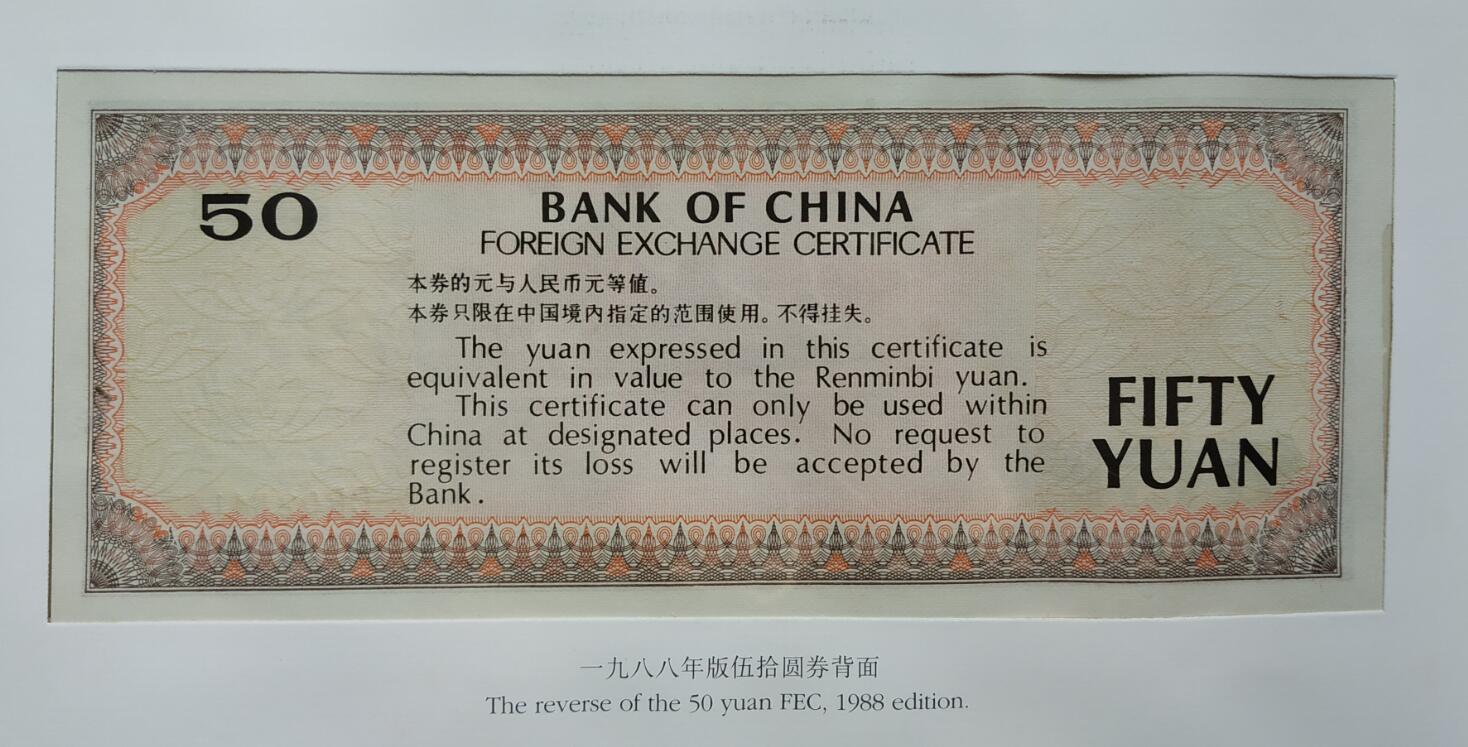 50
BANK OF CHINA
FOREIGN EXCHANGE CERTIFICATE
本券的元与人民币元等值。
本券只限在中国境内指定的范围使用。不得挂失。
The yuan expressed in this certificate is
equivalent in value to the Renminbi yuan.
This certificate can only be used within
China at designated places. No request to
register its loss will be accepted by the
Bank.
FIFTY
YUAN
一九八八年版伍拾圆券背面
The reverse of the 50 yuan FEC, 1988 edition.